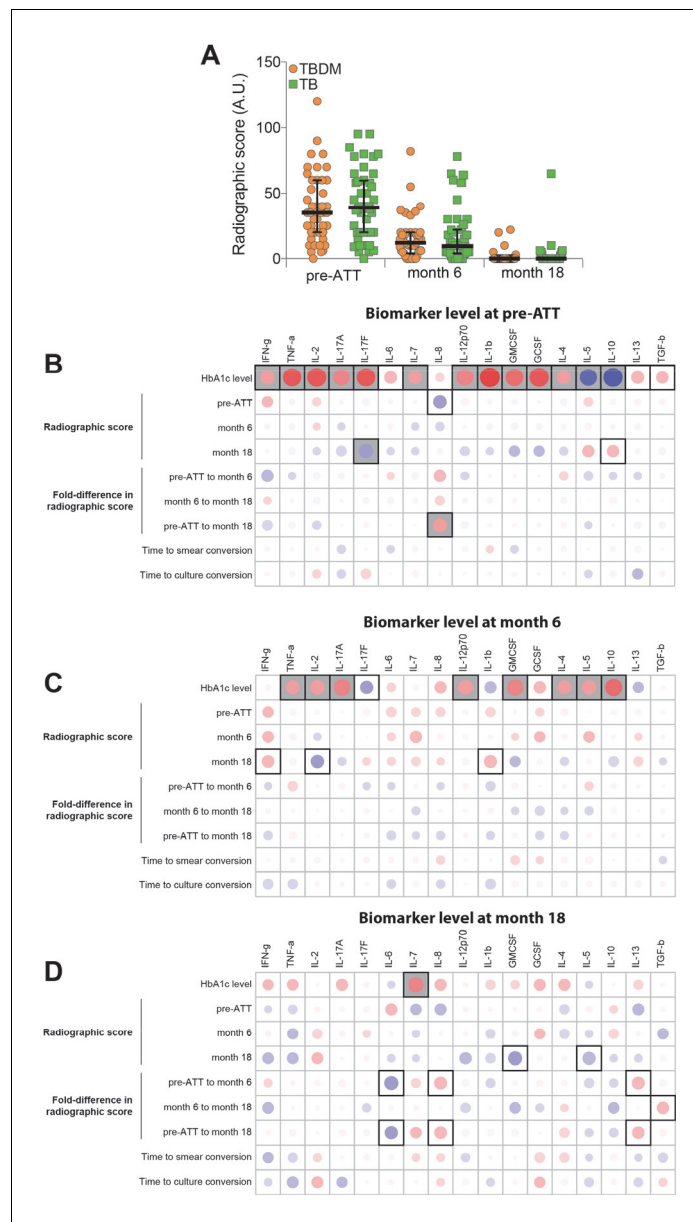 A
Radiographic score (A.U.)
150
100
50
0
TBDM
TB
pre-ATT
month 6
month 18
Biomarker level at pre-ATT
B
IFN-g
TNF-a
IL-2
IL-17A
IL-17F
IL-6
IL-7
IL-8
IL-12p70
IL-1b
GMCSF
GCSF
IL-4
IL-5
IL-10
IL-13
TGF-b
HbA1c level
Radiographic score
pre-ATT
month 6
month 18
Fold-difference in
radiographic score
pre-ATT to month 6
month 6 to month 18
pre-ATT to month 18
Time to smear conversion
Time to culture conversion
Biomarker level at month 6
C
IFN-g
TNF-a
IL-2
IL-17A
IL-17F
IL-6
IL-7
IL-8
IL-12p70
IL-1b
GMCSF
GCSF
IL-4
IL-5
IL-10
IL-13
TGF-b
HbA1c level
Radiographic score
pre-ATT
month 6
month 18
Fold-difference in
radiographic score
pre-ATT to month 6
month 6 to month 18
pre-ATT to month 18
Time to smear conversion
Time to culture conversion
Biomarker level at month 18
D
IFN-g
TNF-a
IL-2
IL-17A
IL-17F
IL-6
IL-7
IL-8
IL-12p70
IL-1b
GMCSF
GCSF
IL-4
IL-5
IL-10
IL-13
TGF-b
HbA1c level
Radiographic score
pre-ATT
month 6
month 18
Fold-difference in
radiographic score
pre-ATT to month 6
month 6 to month 18
pre-ATT to month 18
Time to smear conversion
Time to culture conversion